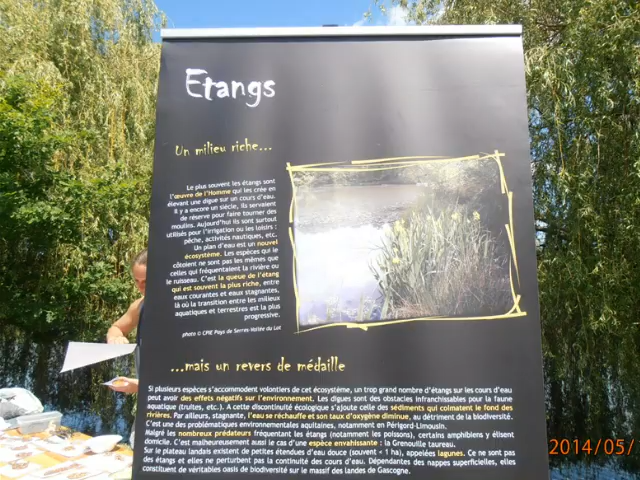 Etangs
Un milieu riche...
Le plus souvent les étangs sont
l'œuvre de l'Homme qui les crée en
élevant une digue sur un cours d'eau.
Il y a encore un siècle, ils servaient
de réserve pour faire tourner des
moulins. Aujourd'hui ils sont surtout
utilisés pour l'irrigation ou les loisirs :
pêche, activités nautiques, etc.
Un plan d'eau est un nouvel
écosystème. Les espèces qui le
côtoient ne sont pas les mêmes que
celles qui fréquentaient la rivière ou
le ruisseau. C'est la queue de l'étang
qui est souvent la plus riche, entre
eaux courantes et eaux stagnantes,
là où la transition entre les milieux
aquatiques et terrestres est la plus
progressive.
photo © CPIE Pays de Serres-Vallée du Lot
...mais un revers de médaille
Si plusieurs espèces s'accommodent volontiers de cet écosystème, un trop grand nombre d'étangs sur les cours d'eau
peut avoir des effets négatifs sur l'environnement. Les digues sont des obstacles infranchissables pour la faune
aquatique (truites, etc.). A cette discontinuité écologique s'ajoute celle des sédiments qui colmatent le fond des
rivières. Par ailleurs, stagnante, l'eau se réchauffe et son taux d'oxygène diminue, au détriment de la biodiversité.
C'est une des problématiques environnementales aquitaines, notamment en Périgord-Limousin.
Malgré les nombreux prédateurs fréquentant les étangs (notamment les poissons), certains amphibiens y élisent
domicile. C'est malheureusement aussi le cas d'une espèce envahissante : la Grenouille taureau.
Sur le plateau landais existent de petites étendues d'eau douce (souvent < 1 ha), appelées lagunes. Ce ne sont pas
des étangs et elles ne perturbent pas la continuité des cours d'eau. Dépendantes des nappes superficielles, elles
constituent de véritables oasis de biodiversité sur le massif des landes de Gascogne.
2014/05/